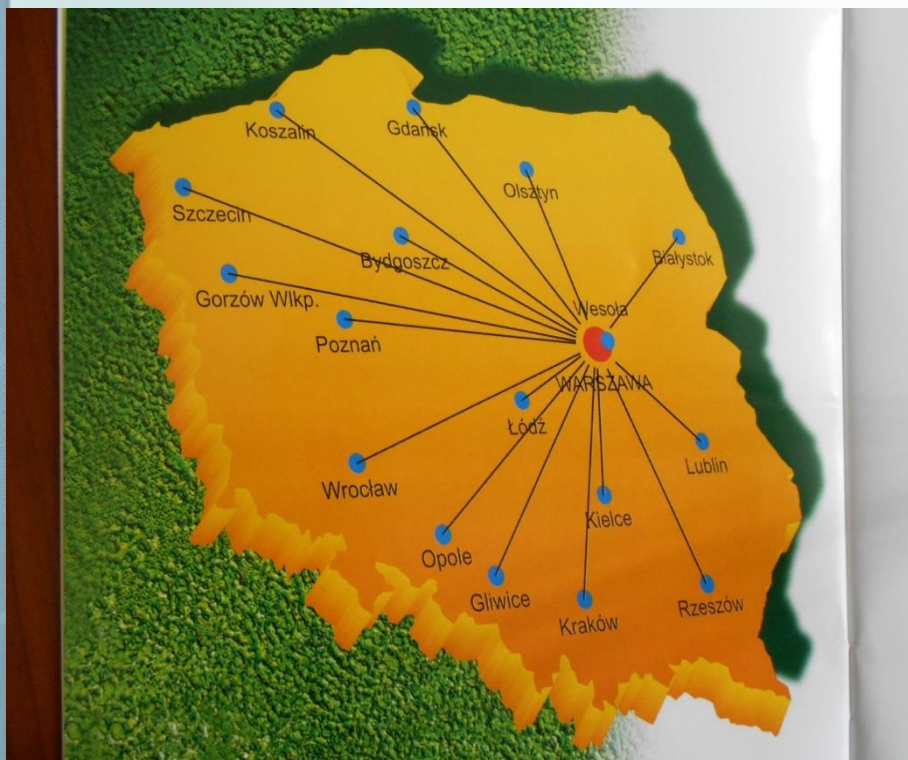 Koszalin
Gdańsk
Olsztyn
Szczecin
Białystok
Bydgoszcz
Gorzów Wlkp.
Wesoła
Poznań
WARSZAWA
Łódź
Lublin
Wrocław
Kielce
Opole
Gliwice
Rzeszów
Kraków